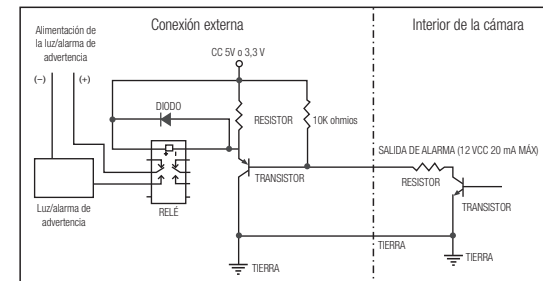 Conexión externa
Interior de la cámara
Alimentación de
la luz/alarma de
advertencia
(−)
(+)
CC 5V o 3,3 V
DIODO
RESISTOR
10K ohmios
SALIDA DE ALARMA (12 VCC 20 mA MÁX)
RESISTOR
TRANSISTOR
TRANSISTOR
Luz/alarma de
advertencia
RELÉ
TIERRA
TIERRA
TIERRA